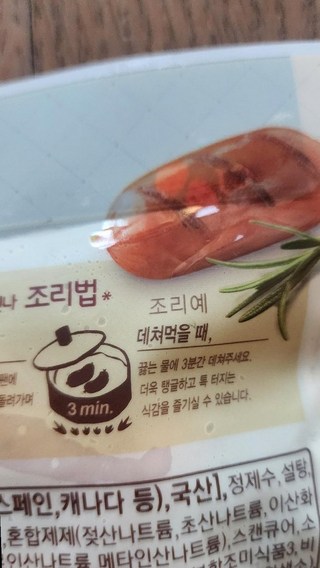 조리법*
조리예
데쳐먹을 때,
끓는 물에 3분간 데쳐주세요.
더욱 탱글하고 톡 터지는
식감을 즐기실 수 있습니다.
3 min.
스페인,캐나다 등),국산],정제수,설탕,
,혼합제제(젖산나트륨,초산나트륨,이산화
인산나트륨,메타인산나트륨),스캔큐어,소